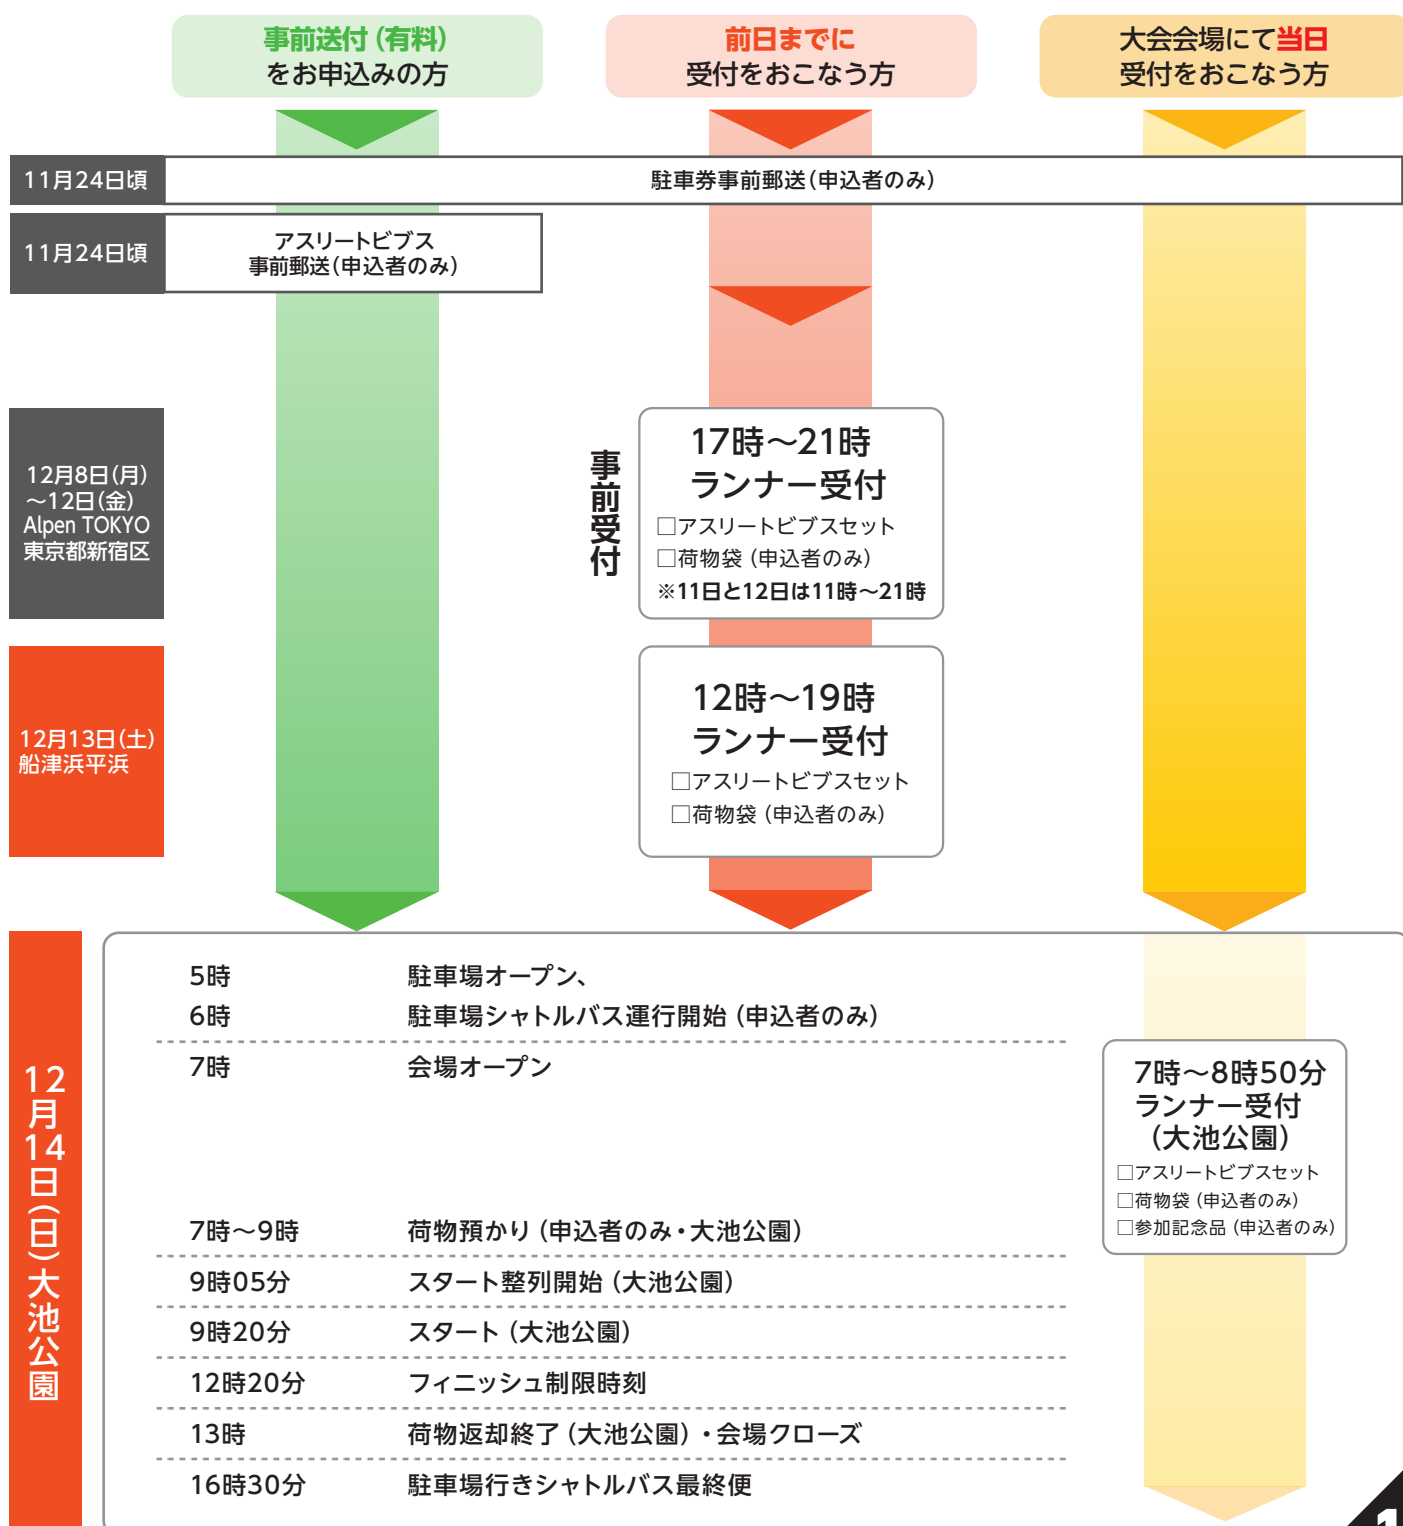 事前送付（有料）
をお申込みの方
前日までに
受付をおこなう方
大会会場にて当日
受付をおこなう方
11月24日頃
駐車券事前郵送（申込者のみ）
11月24日頃
アスリートビブス
事前郵送（申込者のみ）
12月8日（月）
～12日（金）
Alpen TOKYO
東京都新宿区
事前受付
17時～21時
ランナー受付
□アスリートビブスセット
□荷物袋（申込者のみ）
※11日と12日は11時～21時
12月13日（土）
船津浜平浜
12時～19時
ランナー受付
□アスリートビブスセット
□荷物袋（申込者のみ）
12月14日（日）大池公園
5時 駐車場オープン、
6時 駐車場シャトルバス運行開始（申込者のみ）
7時 会場オープン
7時～8時50分
ランナー受付
（大池公園）
□アスリートビブスセット
□荷物袋（申込者のみ）
□参加記念品（申込者のみ）
7時～9時 荷物預かり（申込者のみ・大池公園）
9時05分 スタート整列開始（大池公園）
9時20分 スタート（大池公園）
12時20分 フィニッシュ制限時刻
13時 荷物返却終了（大池公園）・会場クローズ
16時30分 駐車場行きシャトルバス最終便